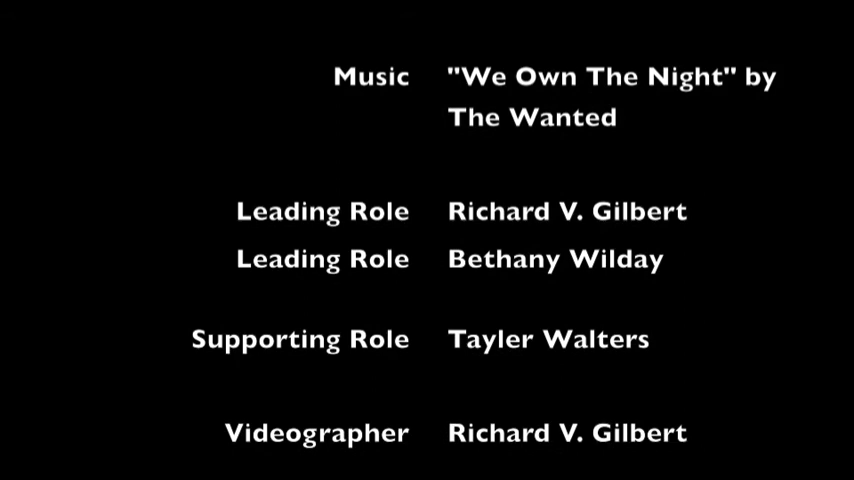 Music "We Own The Night" by
The Wanted
Leading Role Richard V. Gilbert
Leading Role Bethany Wilday
Supporting Role Tayler Walters
Videographer Richard V. Gilbert